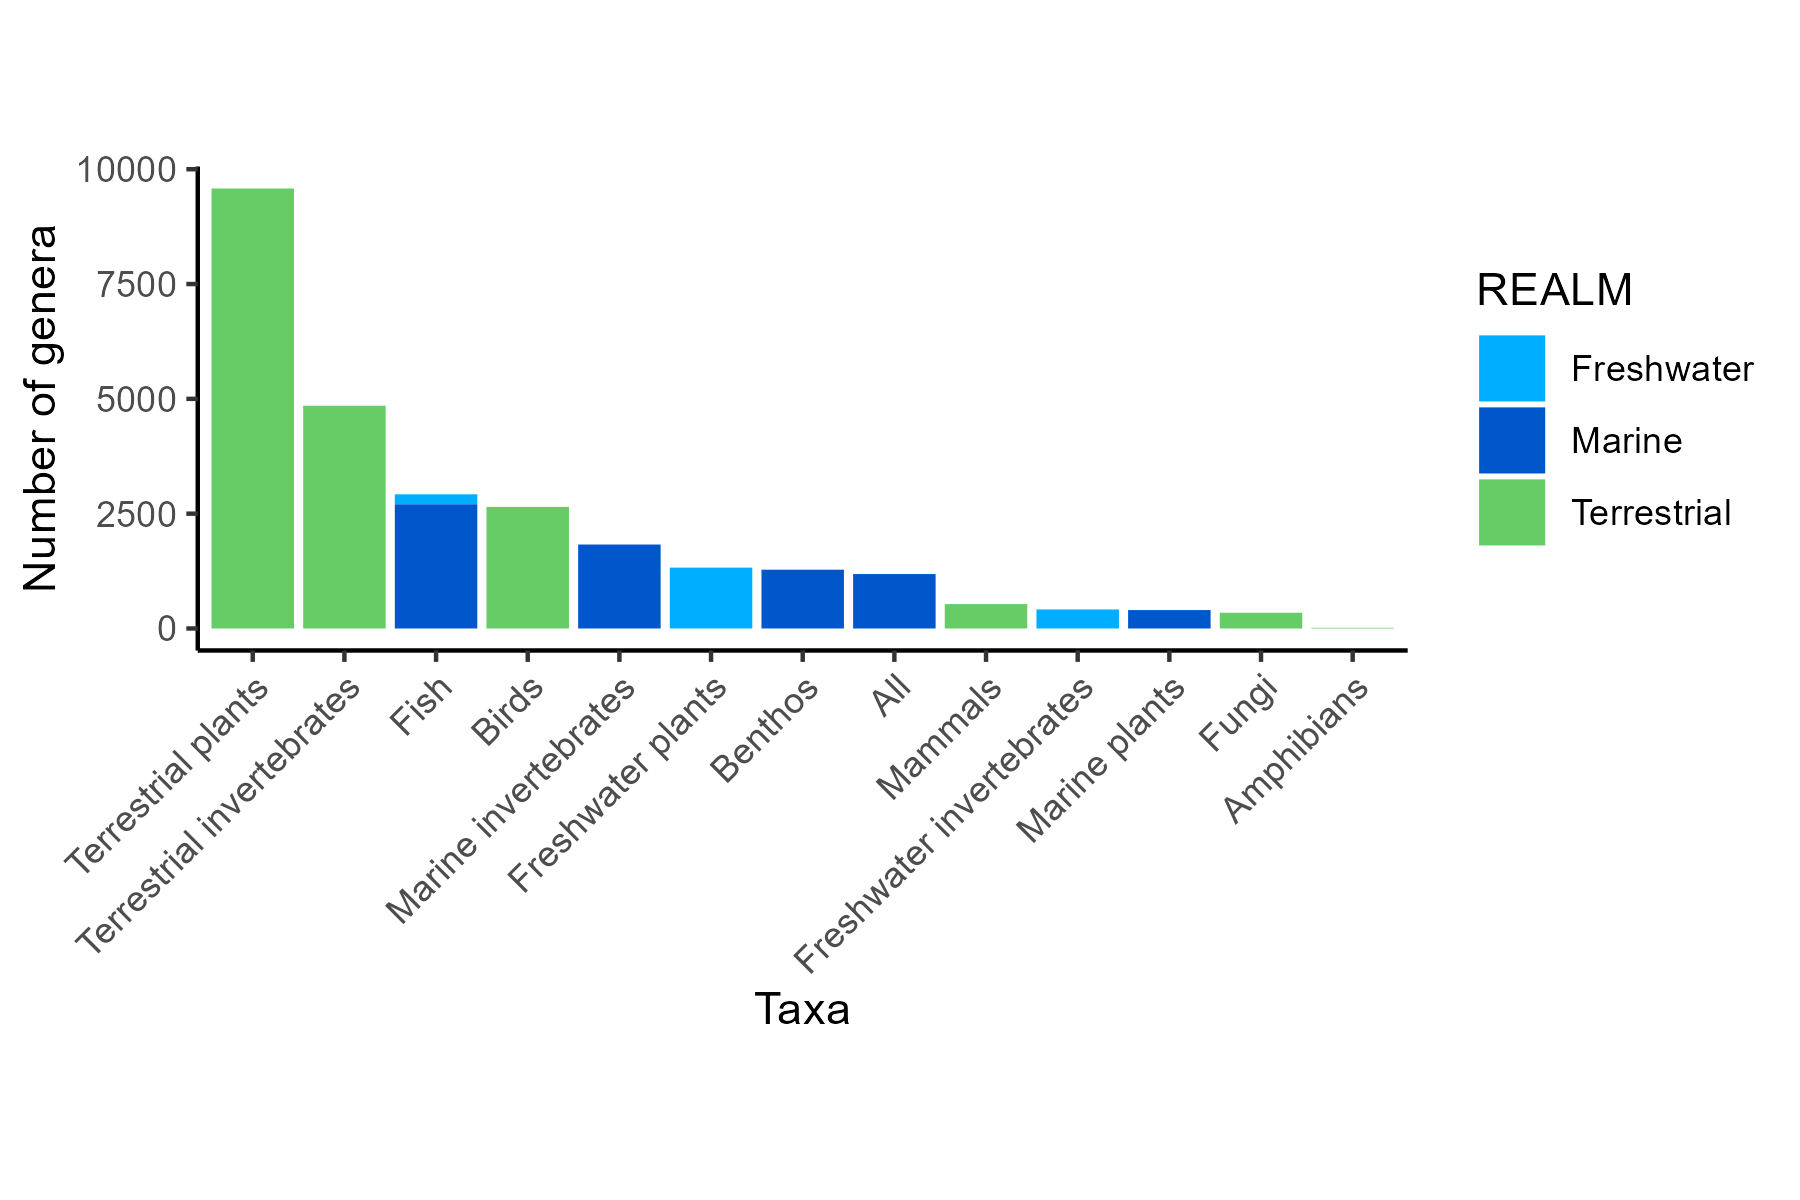 10000
7500
5000
2500
0
Number of genera
Terrestrial plants
Terrestrial invertebrates
Fish
Birds
Marine invertebrates
Freshwater plants
Benthos
All
Mammals
Freshwater invertebrates
Marine plants
Fungi
Amphibians
Taxa
REALM
Freshwater
Marine
Terrestrial